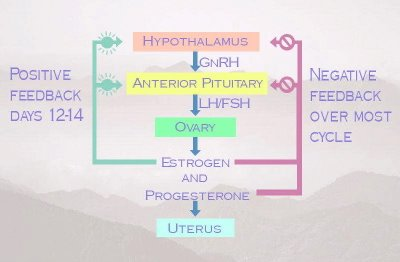 Hypothalamus
GnRH
Positive
feedback
days 12-14
Anterior Pituitary
Negative
feedback
over most
cycle
LH/FSH
Ovary
Estrogen
and
Progesterone
Uterus